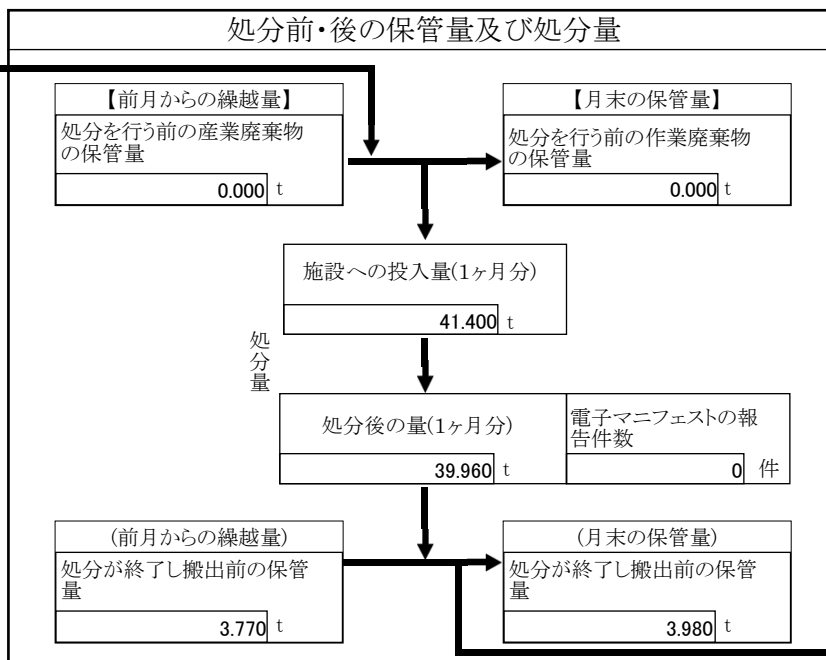 処分前・後の保管量及び処分量
【前月からの繰越量】
処分を行う前の産業廃棄物
の保管量
0.000 t
【月末の保管量】
処分を行う前の作業廃棄物
の保管量
0.000 t
施設への投入量(1ヶ月分)
41.400 t
処分量
処分後の量(1ヶ月分)
39.960 t
電子マニフェストの報
告件数
0 件
(前月からの繰越量)
処分が終了し搬出前の保管
量
3.770 t
(月末の保管量)
処分が終了し搬出前の保管
量
3.980 t